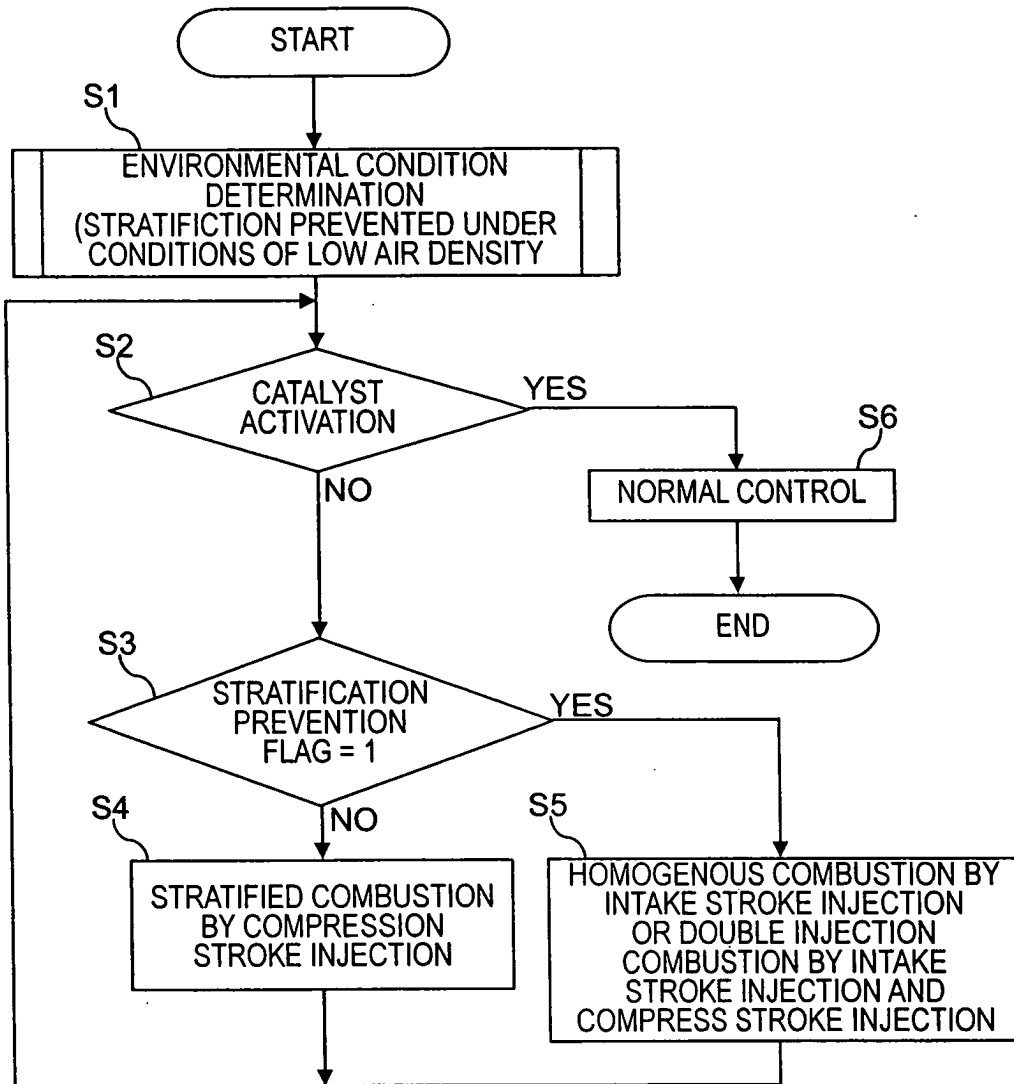 START
S1
ENVIRONMENTAL CONDITION
DETERMINATION
(STRATIFICTION PREVENTED UNDER
CONDITIONS OF LOW AIR DENSITY
S2
CATALYST
ACTIVATION
YES
NO
S6
NORMAL CONTROL
END
S3
STRATIFICATION
PREVENTION
FLAG = 1
YES
NO
S4
STRATIFIED COMBUSTION
BY COMPRESSION
STROKE INJECTION
S5
HOMOGENOUS COMBUSTION BY
INTAKE STROKE INJECTION
OR DOUBLE INJECTION
COMBUSTION BY INTAKE
STROKE INJECTION AND
COMPRESS STROKE INJECTION